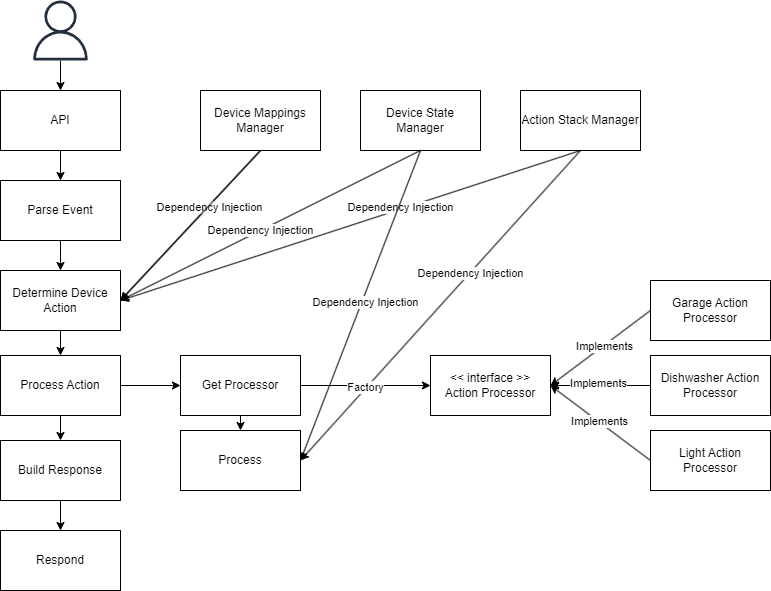 API
Device Mappings
Manager
Device State
Manager
Action Stack Manager
Parse Event
Dependency Injection
Dependency Injection
Dependency Injection
Determine Device
Action
Dependency Injection
Dependency Injection
Garage Action
Processor
Implements
Process Action
Get Processor
Factory
<< interface >>
Action Processor
Implements
Dishwasher Action
Processor
Implements
Build Response
Process
Light Action
Processor
Respond